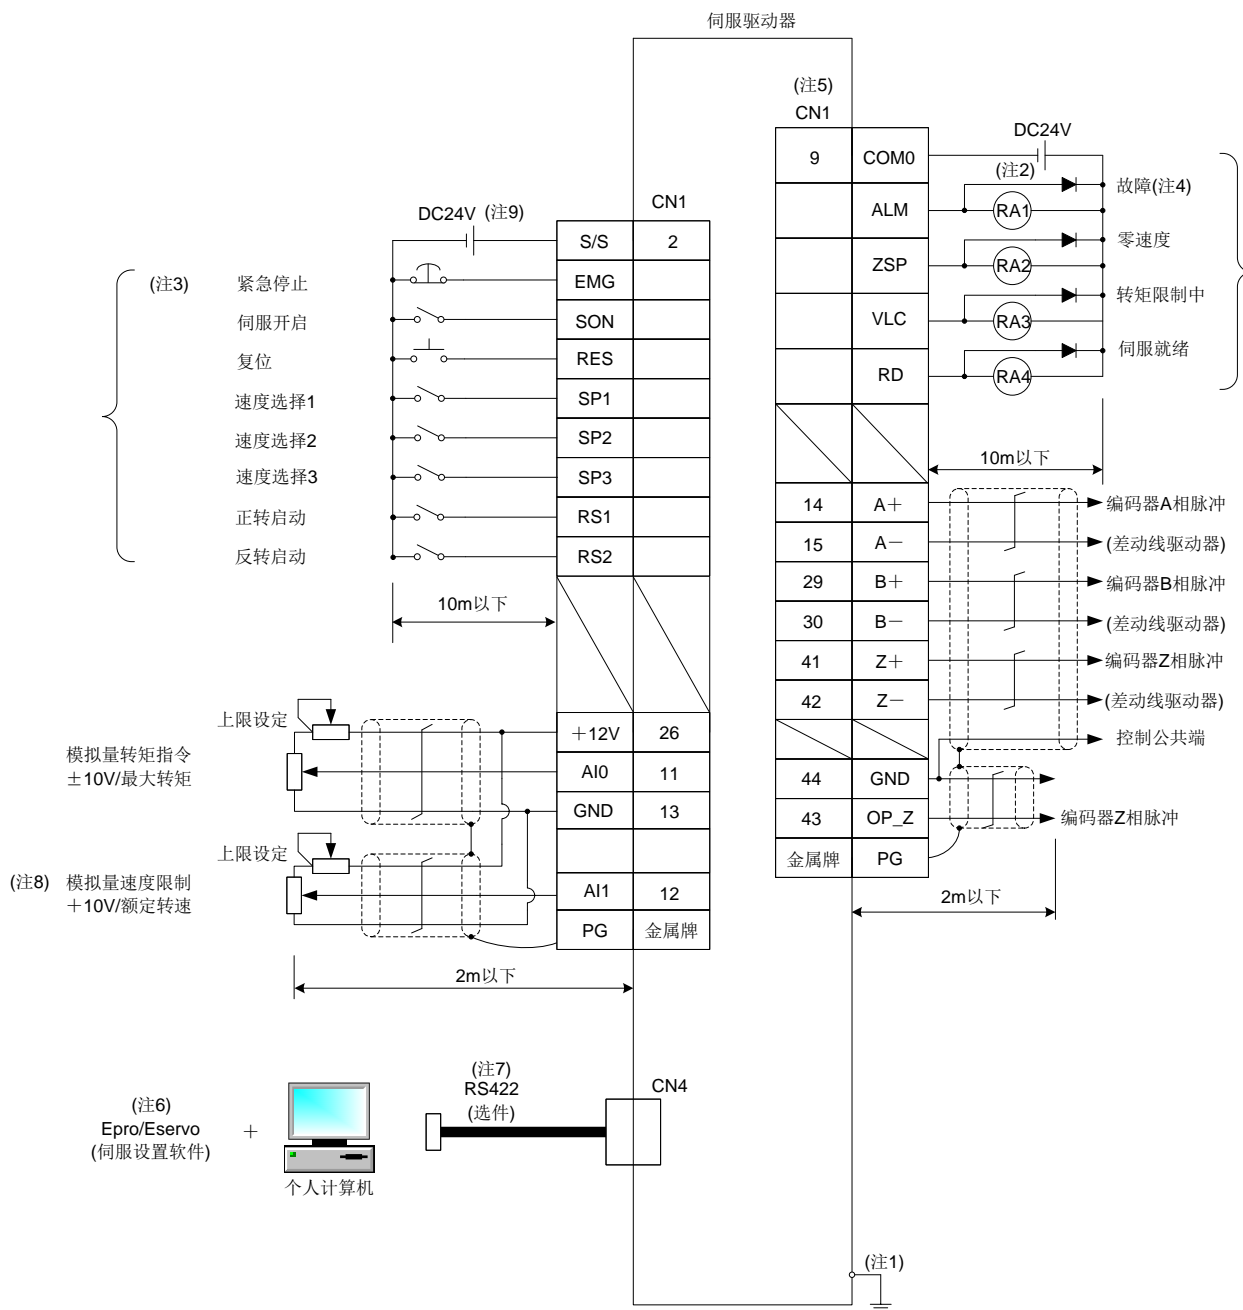 伺服驱动器
(注5)
CN1
DC24V
9 COM0
(注2)
故障(注4)
ALM RA1
零速度
ZSP RA2
转矩限制中
VLC RA3
伺服就绪
RD RA4
10m以下
14 A+ 编码器A相脉冲
15 A- (差动线驱动器)
29 B+ 编码器B相脉冲
30 B- (差动线驱动器)
41 Z+ 编码器Z相脉冲
42 Z- (差动线驱动器)
控制公共端
44 GND
43 OP_Z 编码器Z相脉冲
金属牌 PG
2m以下
CN1
DC24V (注9)
S/S 2
(注3) 紧急停止 EMG
伺服开启 SON
复位 RES
速度选择1 SP1
速度选择2 SP2
速度选择3 SP3
正转启动 RS1
反转启动 RS2
10m以下
上限设定
+12V 26
模拟量转矩指令
±10V/最大转矩
AI0 11
GND 13
上限设定
(注8) 模拟量速度限制
+10V/额定转速
AI1 12
PG 金属牌
2m以下
(注7)
RS422
(选件)
CN4
(注6)
Epro/Eservo
(伺服设置软件)
+
个人计算机
(注1)